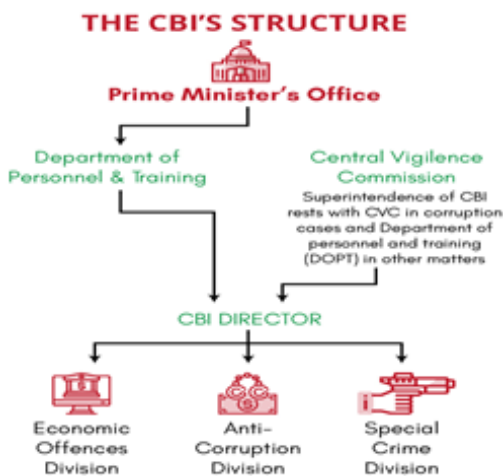 THE CBI'S STRUCTURE
Prime Minister's Office
Department of
Personnel & Training
Central Vigilence
Commission
Superintendence of CBI
rests with CVC in corruption
cases and Department of
personnel and training
(DOPT) in other matters
CBI DIRECTOR
Economic
Offences
Division
Anti-
Corruption
Division
Special
Crime
Division